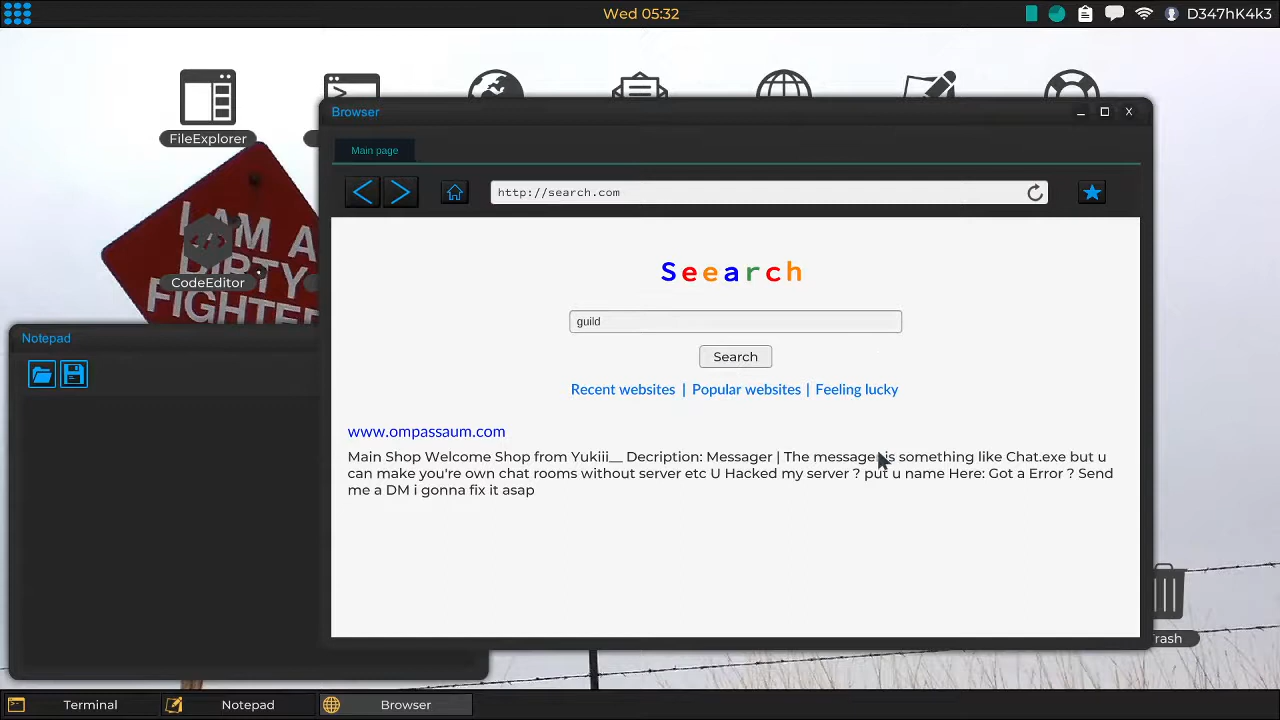 Wed 05:32
D347hK4k3
FileExplorer
Browser
Main page
http://search.com
I AM A
DIRTY
FIGHTER
CodeEditor
Seearch
guild
Search
Recent websites | Popular websites | Feeling lucky
Notepad
www.ompassaum.com
Main Shop Welcome Shop from Yukiii__ Decription: Messager | The message is something like Chat.exe but u
can make you're own chat rooms without server etc U Hacked my server ? put u name Here: Got a Error ? Send
me a DM i gonna fix it asap
Trash
Terminal
Notepad
Browser